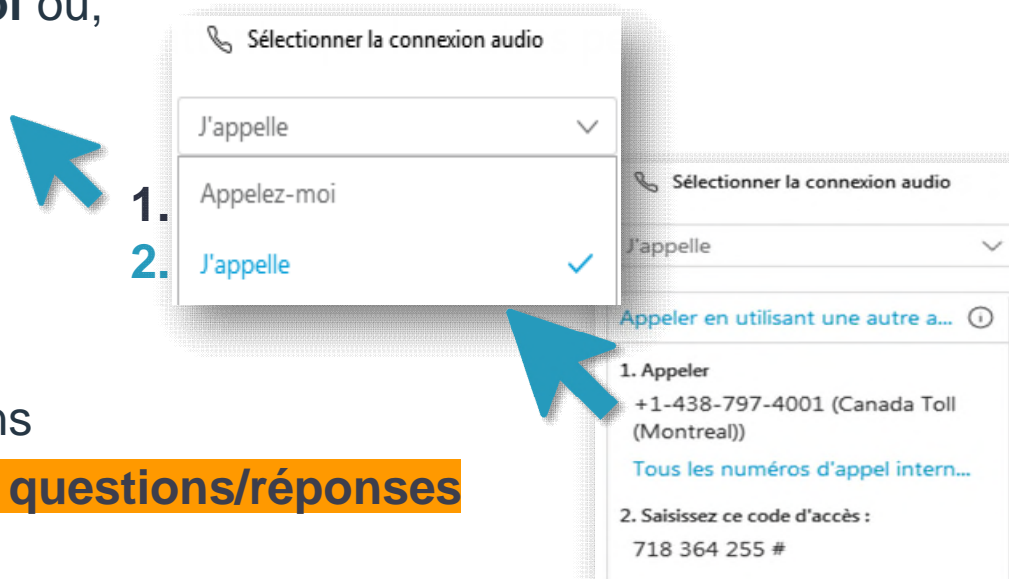 oi ou,
Sélectionner la connexion audio
J'appelle
1. Appelez-moi
2. J'appelle
Sélectionner la connexion audio
J'appelle
Appeler en utilisant une autre a...
1. Appeler
+1-438-797-4001 (Canada Toll
(Montreal))
Tous les numéros d'appel intern...
2. Saisissez ce code d'accès :
718 364 255 #
ns
questions/réponses